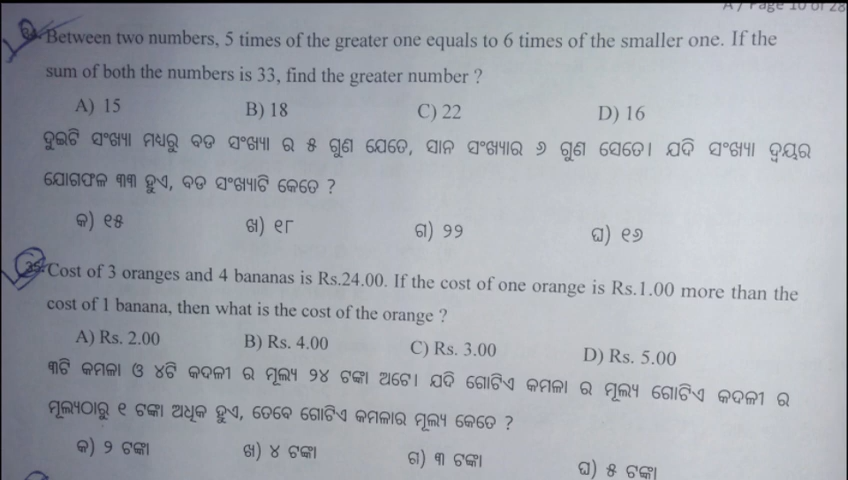 A / Page 10 of 28
34. Between two numbers, 5 times of the greater one equals to 6 times of the smaller one. If the
sum of both the numbers is 33, find the greater number ?
A) 15 B) 18 C) 22 D) 16
ଦୁଇଟି ସଂଖ୍ୟା ମଧ୍ୟରୁ ବଡ ସଂଖ୍ୟା ର ୫ ଗୁଣ ଯେତେ, ସାନ ସଂଖ୍ୟାର ୬ ଗୁଣ ସେତେ। ଯଦି ସଂଖ୍ୟା ଦ୍ୱୟର
ଯୋଗଫଳ ୩୩ ହୁଏ, ବଡ ସଂଖ୍ୟାଟି କେତେ ?
କ) ୧୫ ଖ) ୧୮ ଗ) ୨୨ ଘ) ୧୬
35. Cost of 3 oranges and 4 bananas is Rs.24.00. If the cost of one orange is Rs.1.00 more than the
cost of 1 banana, then what is the cost of the orange ?
A) Rs. 2.00 B) Rs. 4.00 C) Rs. 3.00 D) Rs. 5.00
୩ଟି କମଳା ଓ ୪ଟି କଦଳୀ ର ମୂଲ୍ୟ ୨୪ ଟଙ୍କା ଅଟେ। ଯଦି ଗୋଟିଏ କମଳା ର ମୂଲ୍ୟ ଗୋଟିଏ କଦଳୀ ର
ମୂଲ୍ୟଠାରୁ ୧ ଟଙ୍କା ଅଧିକ ହୁଏ, ତେବେ ଗୋଟିଏ କମଳାର ମୂଲ୍ୟ କେତେ ?
କ) ୨ ଟଙ୍କା ଖ) ୪ ଟଙ୍କା ଗ) ୩ ଟଙ୍କା ଘ) ୫ ଟଙ୍କା